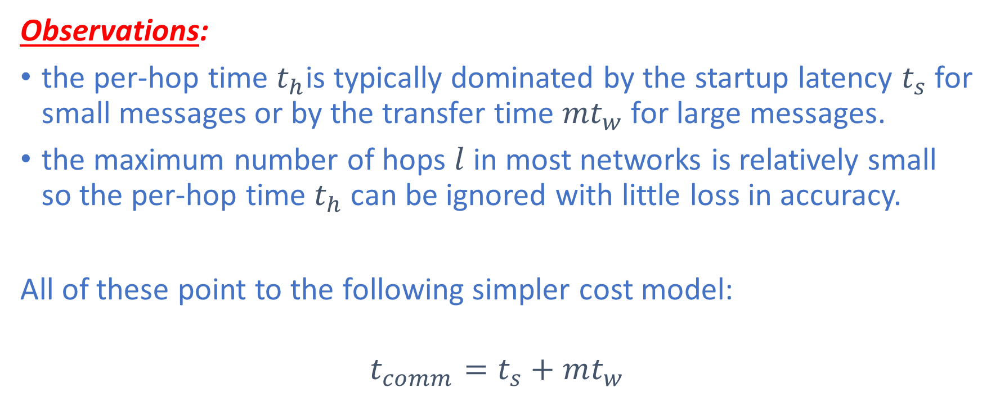 Observations:
• the per-hop time t_h is typically dominated by the startup latency t_s for
small messages or by the transfer time mt_w for large messages.
• the maximum number of hops l in most networks is relatively small
so the per-hop time t_h can be ignored with little loss in accuracy.
All of these point to the following simpler cost model:
t_comm = t_s + mt_w